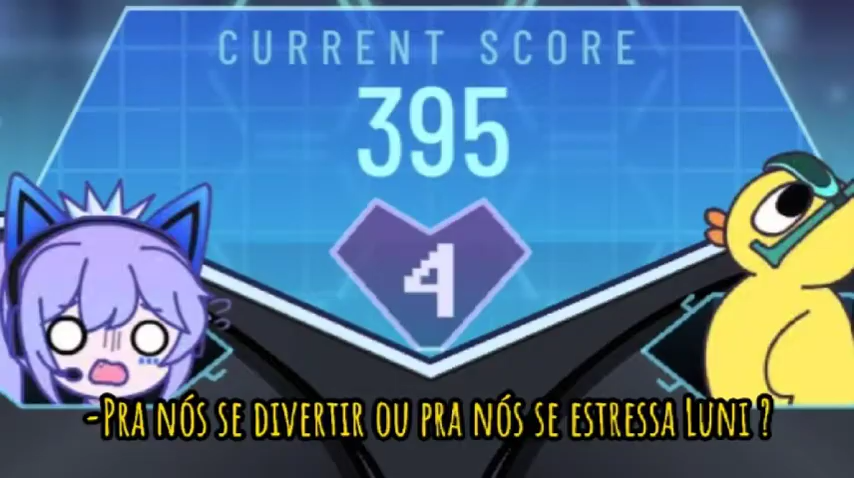 CURRENT SCORE
395
4
-Pra nós se divertir ou pra nós se estressa Luni ?